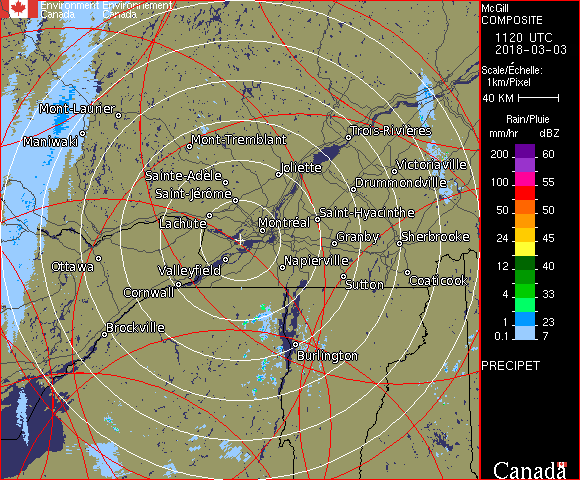 Environment Environnement
Canada Canada
McGill
COMPOSITE
1120 UTC
2018-03-03
Scale/Échelle:
1km/Pixel
40 KM
Rain/Pluie
mm/hr dBZ
200 60
150 57
100 55
50 50
24 45
12 40
4 33
1 23
0.1 7
PRECIPET
Canada
Mont-Laurier
Maniwaki
Mont-Tremblant
Trois-Rivières
Sainte-Adèle
Joliette
Victoriaville
Saint-Jérôme
Drummondville
Lachute
Montréal
Saint-Hyacinthe
Granby
Sherbrooke
Ottawa
Valleyfield
Napierville
Cornwall
Sutton
Coaticook
Brockville
Burlington